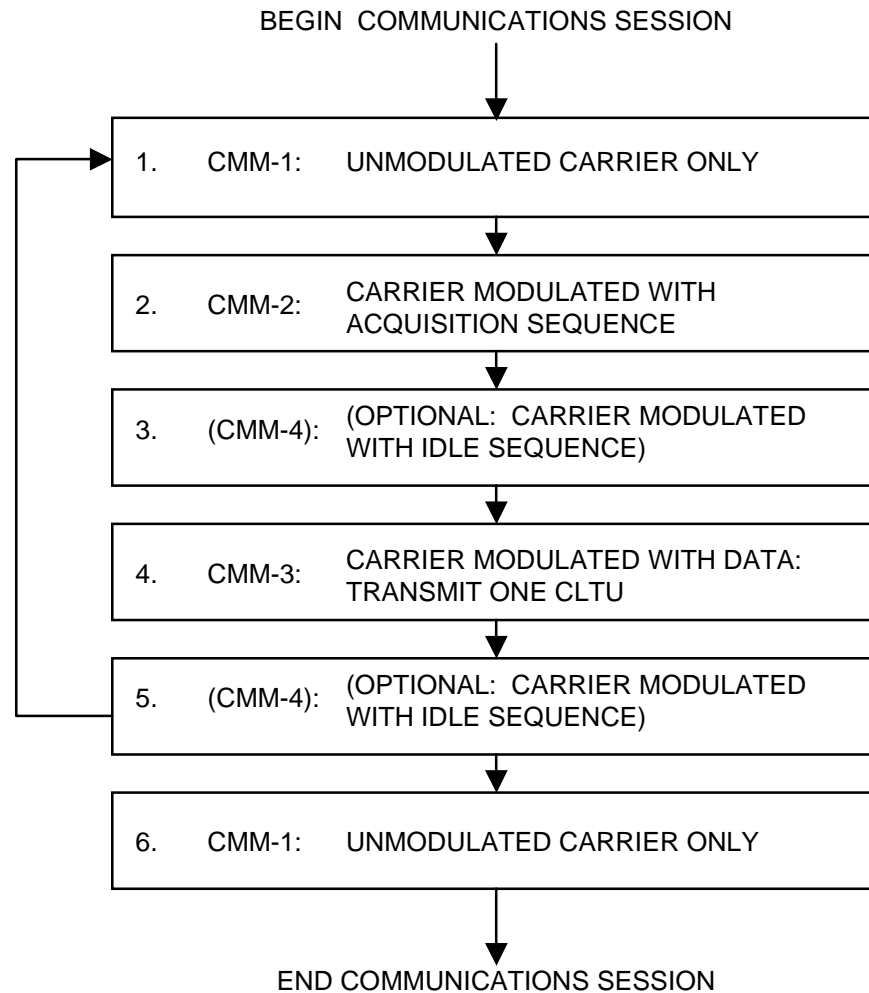 BEGIN COMMUNICATIONS SESSION
1. CMM-1: UNMODULATED CARRIER ONLY
2. CMM-2: CARRIER MODULATED WITH
ACQUISITION SEQUENCE
3. (CMM-4): (OPTIONAL: CARRIER MODULATED
WITH IDLE SEQUENCE)
4. CMM-3: CARRIER MODULATED WITH DATA:
TRANSMIT ONE CLTU
5. (CMM-4): (OPTIONAL: CARRIER MODULATED
WITH IDLE SEQUENCE)
6. CMM-1: UNMODULATED CARRIER ONLY
END COMMUNICATIONS SESSION